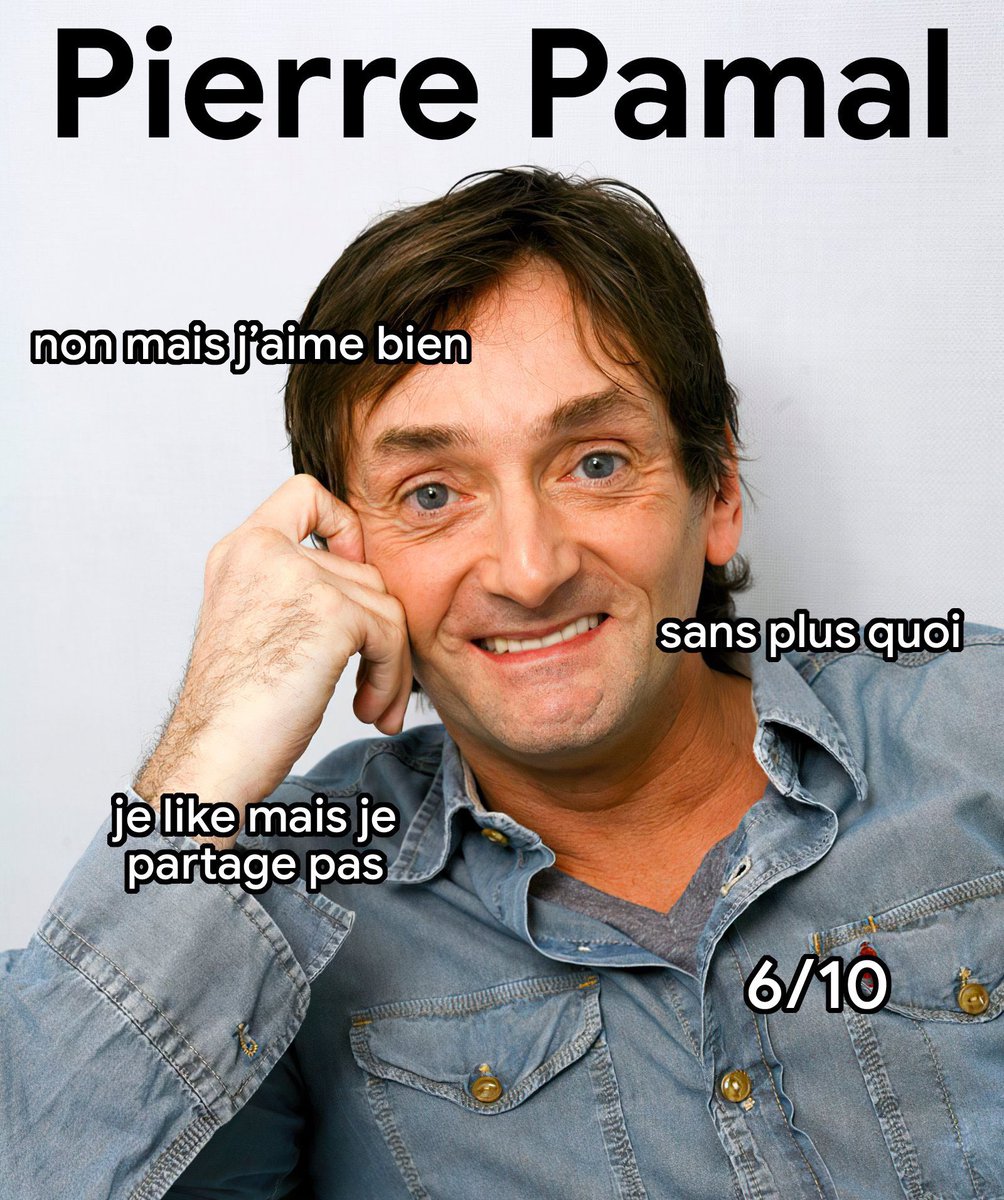 Pierre Pamal
non mais j’aime bien
sans plus quoi
je like mais je
partage pas
6/10